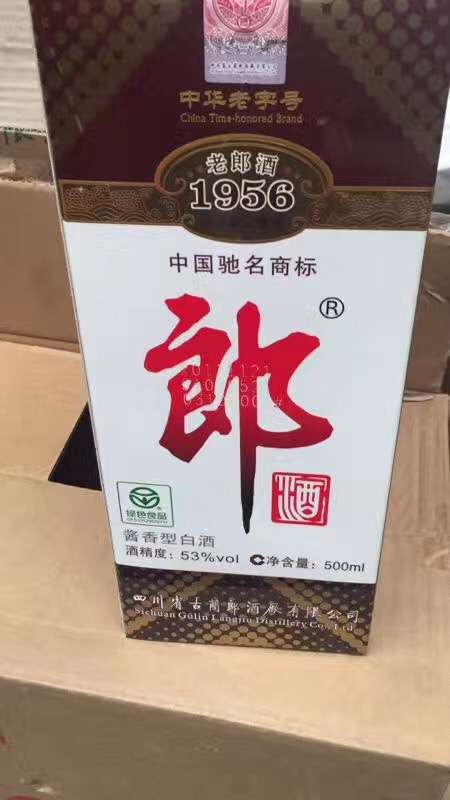 中华老字号
China Time-honored Brand
老郎酒
1956
中国驰名商标
郎®
酒
绿色食品
酱香型白酒
酒精度：53%vol 净含量：500ml
四川省古蔺郎酒厂有限公司
Sichuan Gulin Langjiu Distillery Co., Ltd.